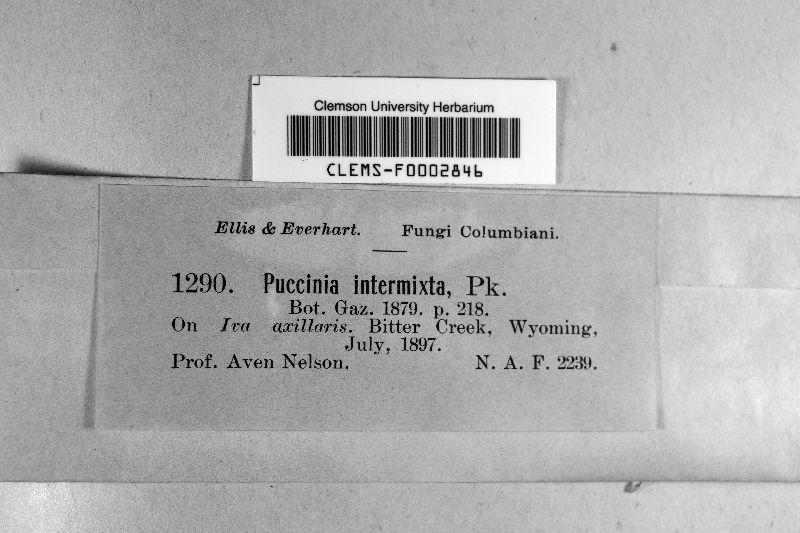 Clemson University Herbarium
CLEMS-F0002846
Ellis & Everhart. Fungi Columbiani.
1290. Puccinia intermixta, Pk.
Bot. Gaz. 1879. p. 218.
On Iva axillaris. Bitter Creek, Wyoming,
July, 1897.
Prof. Aven Nelson. N. A. F. 2239.